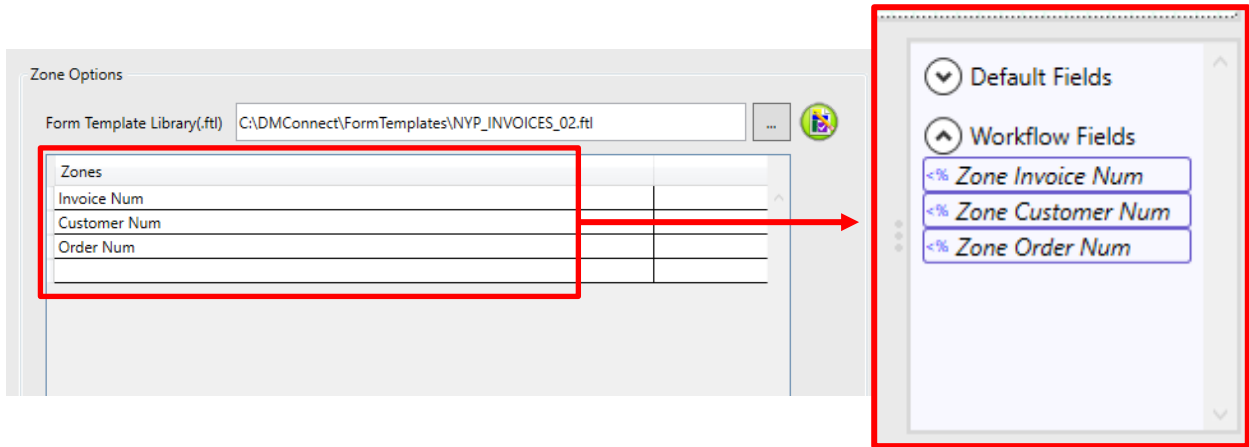 Zone Options
Form Template Library(.ftl) C:\DMConnect\FormTemplates\NYP_INVOICES_02.ftl ...
Zones
Invoice Num
Customer Num
Order Num
Default Fields
Workflow Fields
<% Zone Invoice Num
<% Zone Customer Num
<% Zone Order Num